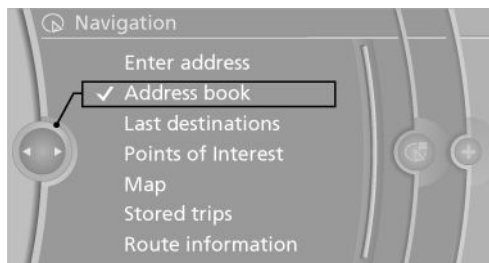 Navigation
Enter address
Address book
Last destinations
Points of Interest
Map
Stored trips
Route information